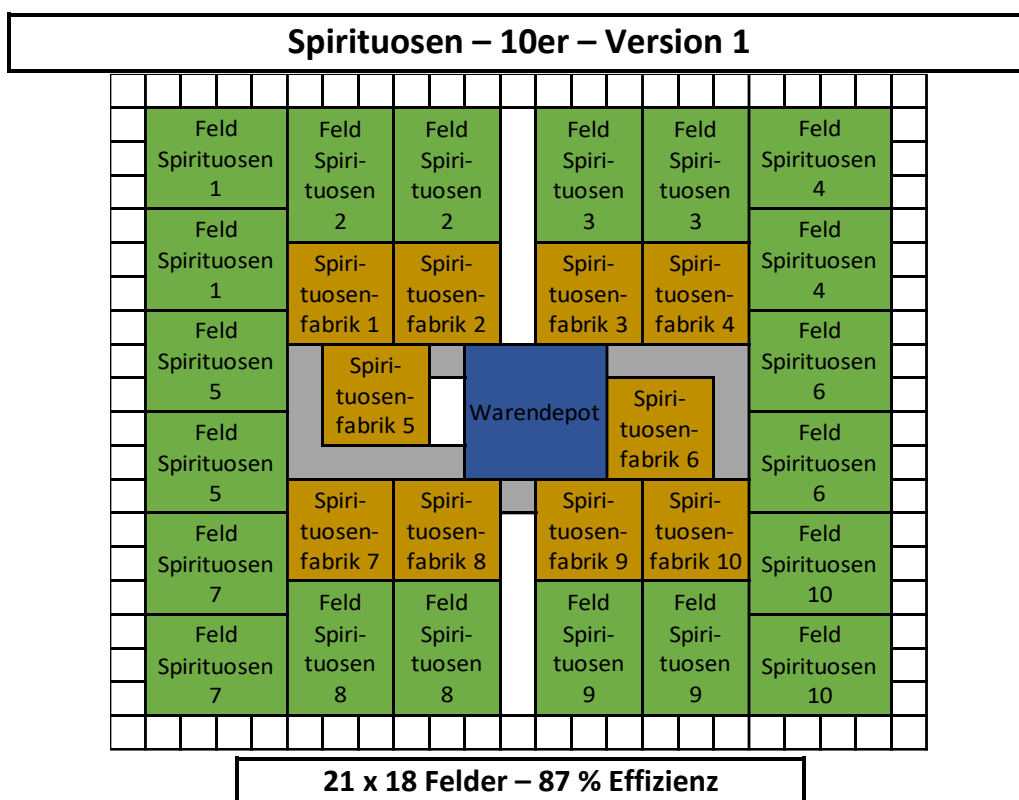 Spirituosen – 10er – Version 1
Feld
Spirituosen
1
Feld
Spiri-
tuosen
2
Feld
Spiri-
tuosen
2
Feld
Spiri-
tuosen
3
Feld
Spiri-
tuosen
3
Feld
Spirituosen
4
Feld
Spirituosen
1
Spiri-
tuosen-
fabrik 1
Spiri-
tuosen-
fabrik 2
Spiri-
tuosen-
fabrik 3
Spiri-
tuosen-
fabrik 4
Feld
Spirituosen
4
Feld
Spirituosen
5
Spiri-
tuosen-
fabrik 5
Warendepot
Spiri-
tuosen-
fabrik 6
Feld
Spirituosen
6
Feld
Spirituosen
5
Feld
Spirituosen
6
Spiri-
tuosen-
fabrik 7
Spiri-
tuosen-
fabrik 8
Spiri-
tuosen-
fabrik 9
Spiri-
tuosen-
fabrik 10
Feld
Spirituosen
7
Feld
Spirituosen
10
Feld
Spirituosen
7
Feld
Spiri-
tuosen
8
Feld
Spiri-
tuosen
8
Feld
Spiri-
tuosen
9
Feld
Spiri-
tuosen
9
Feld
Spirituosen
10
21 x 18 Felder – 87 % Effizienz